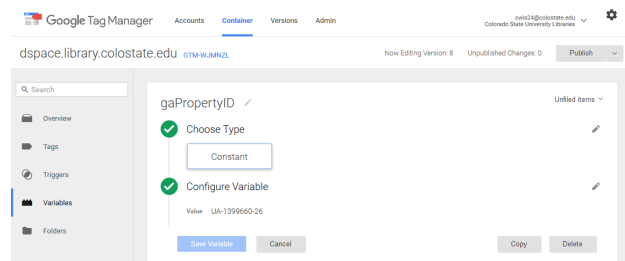 Google Tag Manager Accounts Container Versions Admin cwis24@colostate.edu
Colorado State University Libraries
dspace.library.colostate.edu GTM-WJMNZL Now Editing Version: 8 Unpublished Changes: 0 Publish
Search
gaPropertyID Unfiled items
Overview
Choose Type
Tags
Constant
Triggers
Configure Variable
Variables
Value UA-1399660-26
Folders
Save Variable Cancel Copy Delete